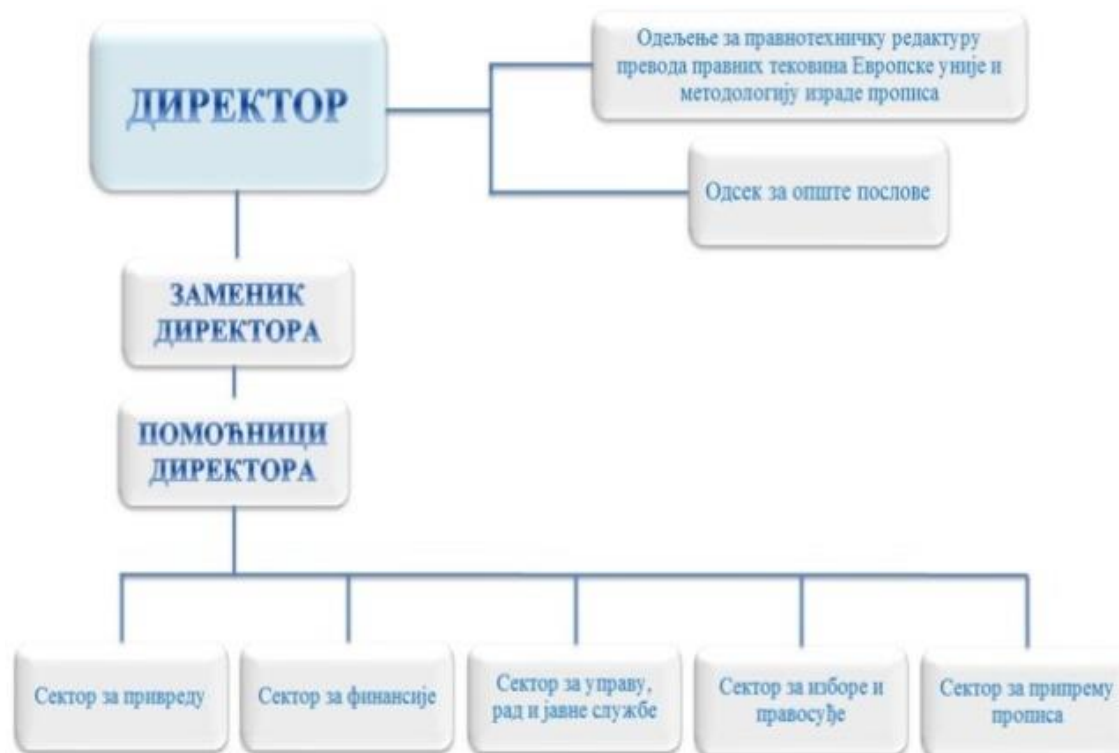 ДИРЕКТОР
Одељење за правнотехничку редактуру
превода правних тековина Европске уније и
методологију израде прописа
Одсек за опште послове
ЗАМЕНИК
ДИРЕКТОРА
ПОМОЋНИЦИ
ДИРЕКТОРА
Сектор за привреду
Сектор за финансије
Сектор за управу,
рад и јавне службе
Сектор за изборе и
правосуђе
Сектор за припрему
прописа